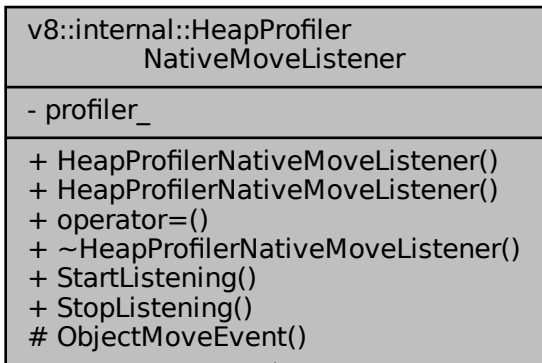 v8::internal::HeapProfiler
NativeMoveListener
- profiler_
+ HeapProfilerNativeMoveListener()
+ HeapProfilerNativeMoveListener()
+ operator=()
+ ~HeapProfilerNativeMoveListener()
+ StartListening()
+ StopListening()
# ObjectMoveEvent()